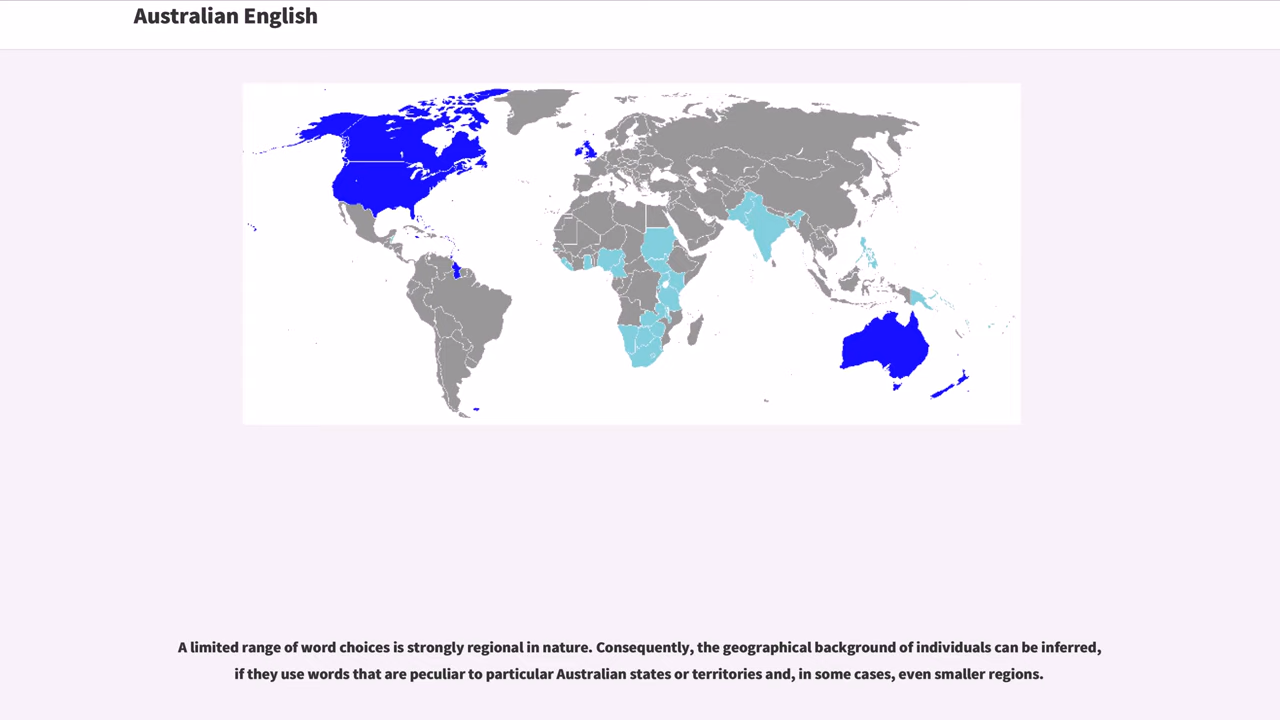 Australian English
A limited range of word choices is strongly regional in nature. Consequently, the geographical background of individuals can be inferred,
if they use words that are peculiar to particular Australian states or territories and, in some cases, even smaller regions.